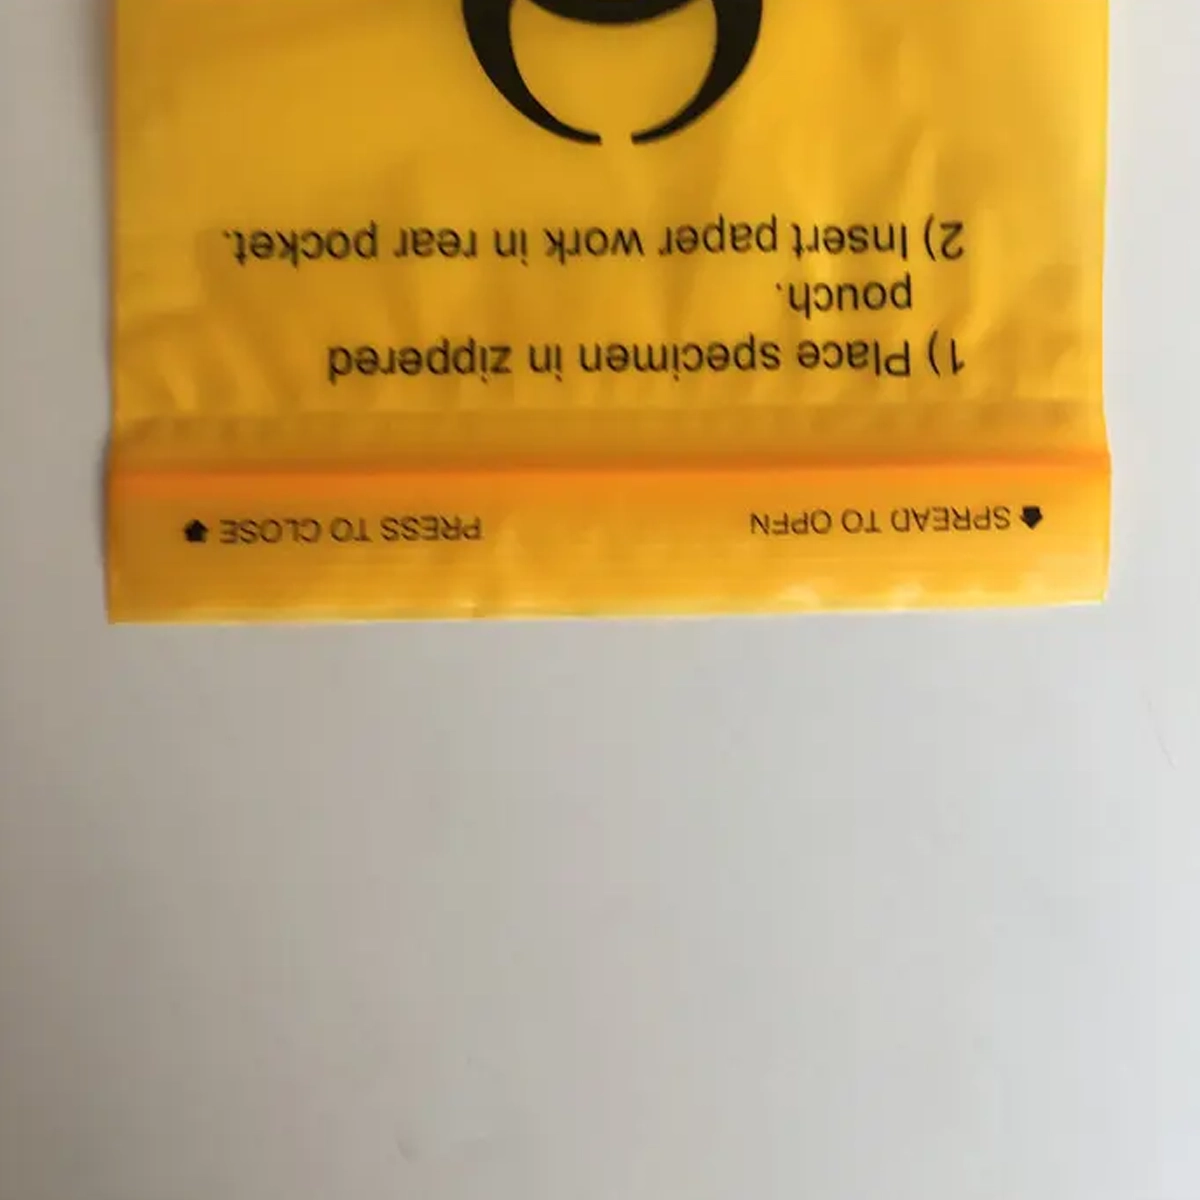 SPREAD TO OPEN PRESS TO CLOSE
1) Place specimen in zippered
pouch.
2) Insert paper work in rear pocket.